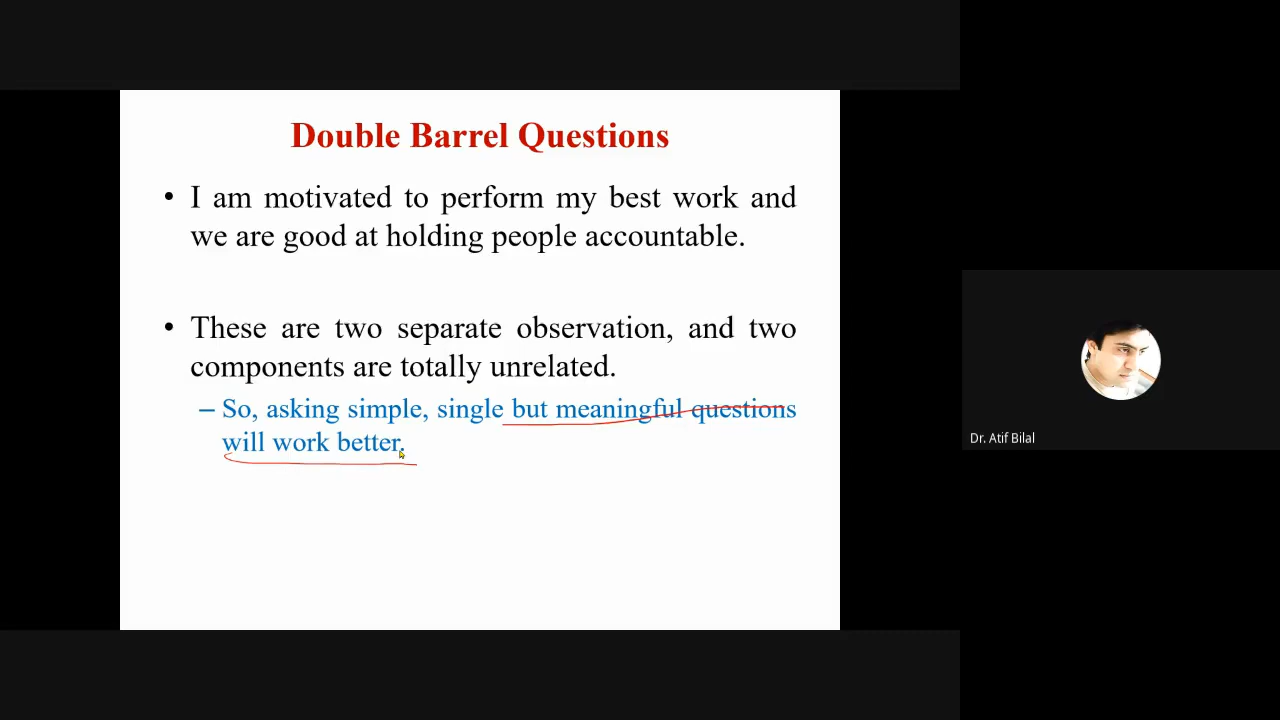 Double Barrel Questions
• I am motivated to perform my best work and
we are good at holding people accountable.
• These are two separate observation, and two
components are totally unrelated.
– So, asking simple, single but meaningful questions
will work better.
Dr. Atif Bilal